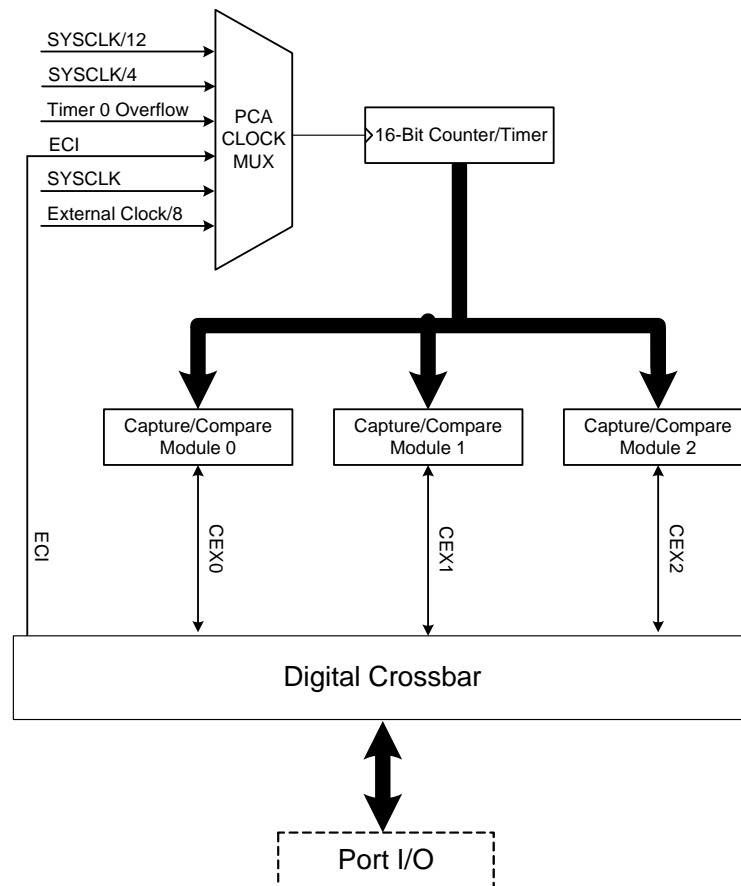 SYSCLK/12
SYSCLK/4
Timer 0 Overflow
ECI
SYSCLK
External Clock/8
PCA
CLOCK
MUX
16-Bit Counter/Timer
Capture/Compare
Module 0
Capture/Compare
Module 1
Capture/Compare
Module 2
ECI
CEX0
CEX1
CEX2
Digital Crossbar
Port I/O